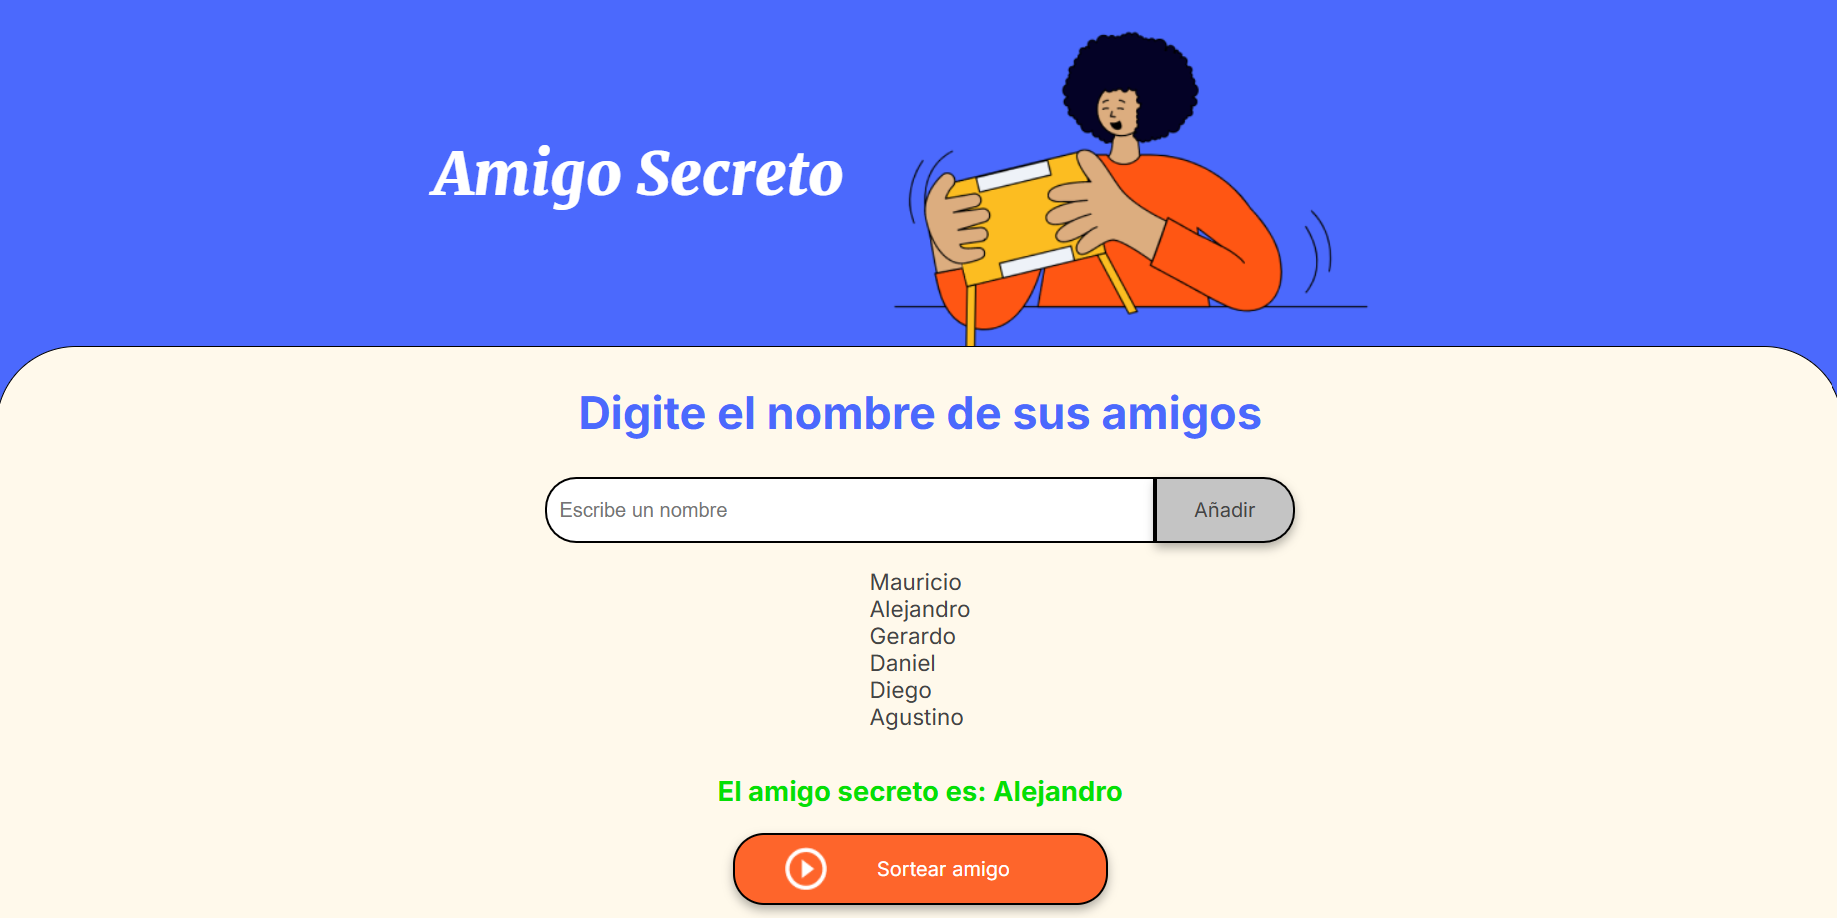 Amigo Secreto
Digite el nombre de sus amigos
Escribe un nombre
Añadir
Mauricio
Alejandro
Gerardo
Daniel
Diego
Agustino
El amigo secreto es: Alejandro
Sortear amigo